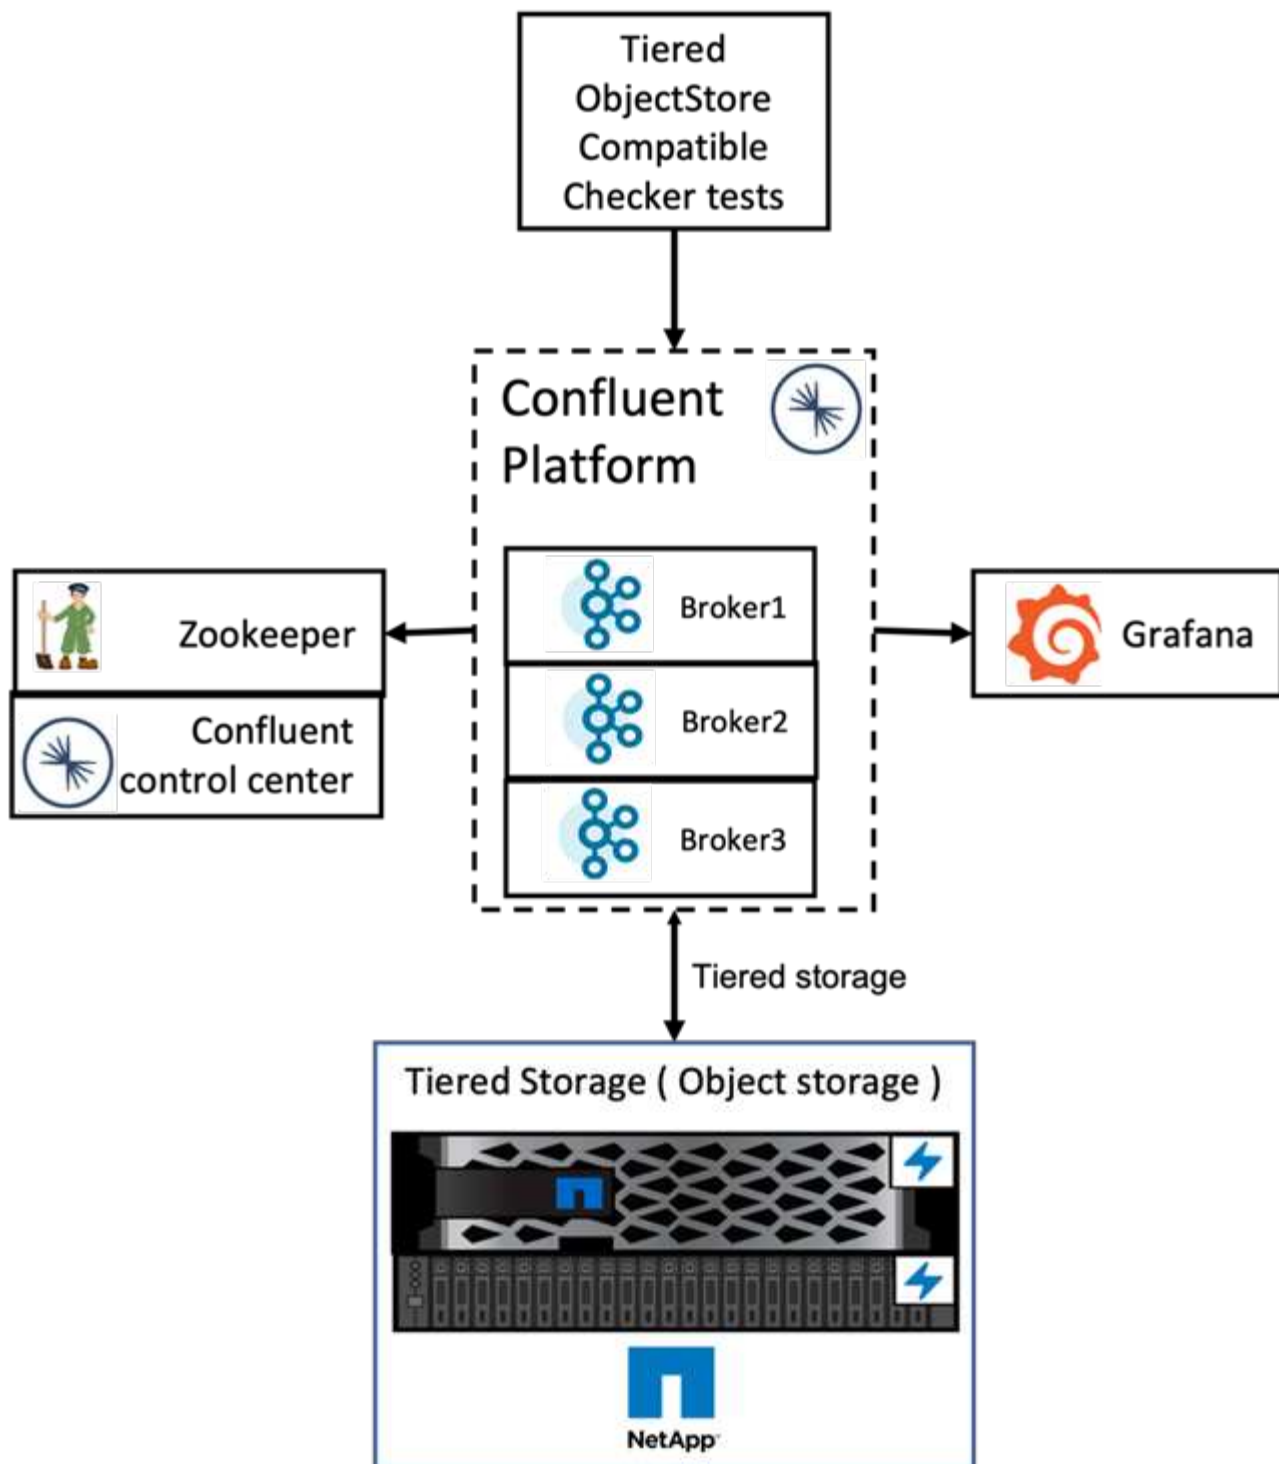 Tiered
ObjectStore
Compatible
Checker tests
Confluent
Platform
Broker1
Zookeeper
Grafana
Broker2
Confluent
control center
Broker3
Tiered storage
Tiered Storage ( Object storage )
NetApp